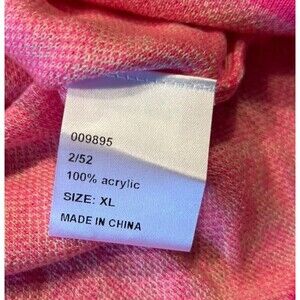 009895
2/52
100% acrylic
SIZE: XL
MADE IN CHINA